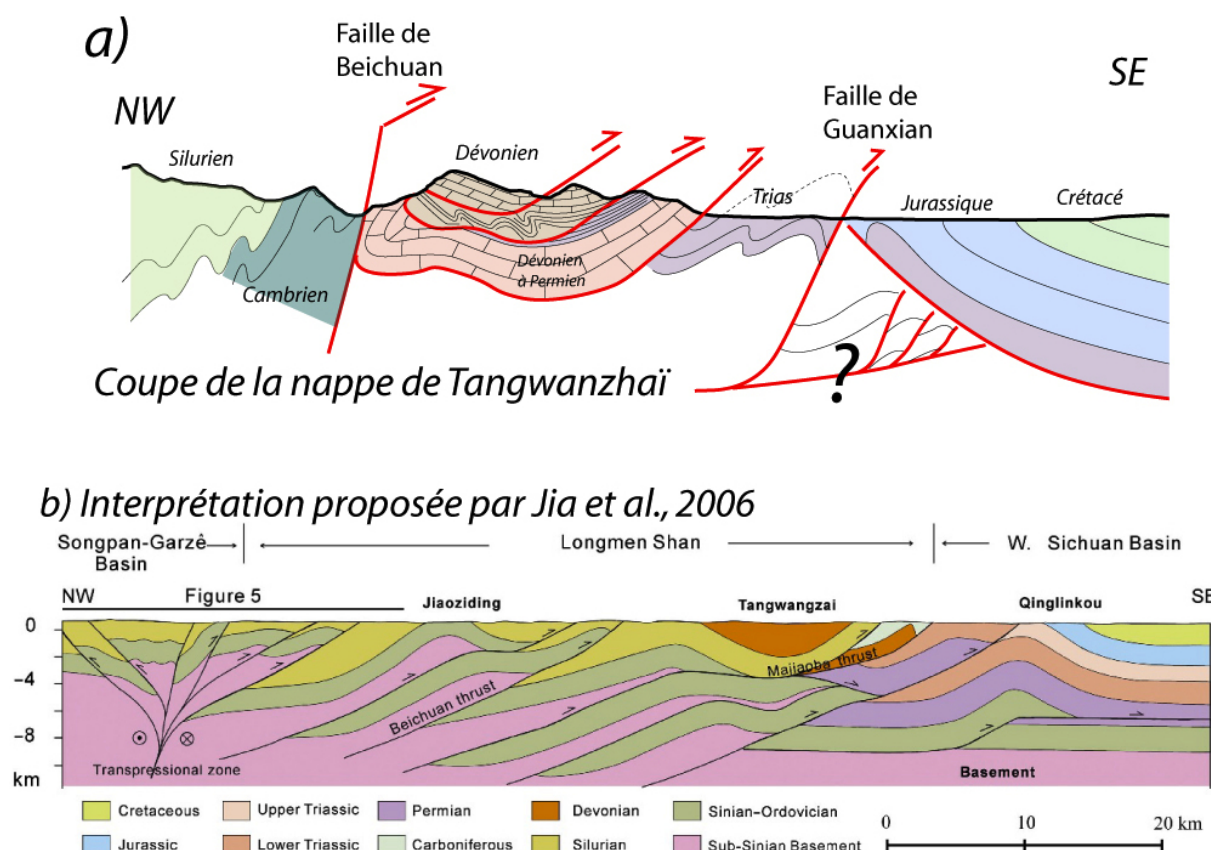 a)
Faille de
Beichuan
SE
NW
Faille de
Guanxian
Silurien
Dévonien
Trias
Jurassique
Crétacé
Dévonien
à Permien
Cambrien
?
Coupe de la nappe de Tangwanzhaï
b) Interprétation proposée par Jia et al., 2006
Songpan-Garzê
Basin
Longmen Shan
W. Sichuan Basin
NW
Figure 5
Jiaoziding
Tangwangzai
Qinglinkou
SE
0
Maijaoba thrust
-4
Beichuan thrust
-8
km
Transpressional zone
Basement
Cretaceous
Upper Triassic
Permian
Devonian
Sinian-Ordovician
0
10
20 km
Jurassic
Lower Triassic
Carboniferous
Silurian
Sub-Sinian Basement